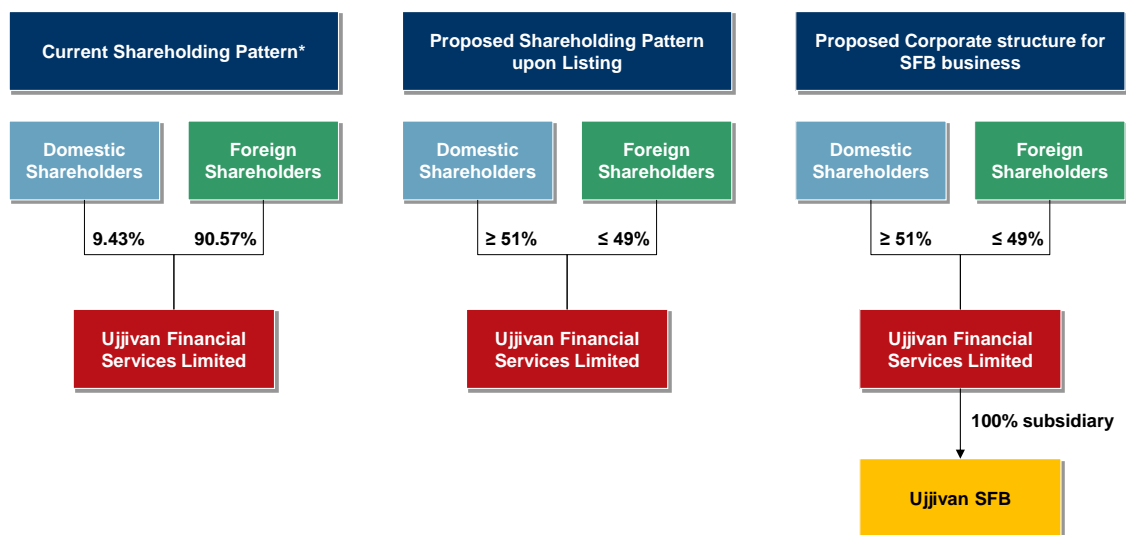 Current Shareholding Pattern*
Proposed Shareholding Pattern
upon Listing
Proposed Corporate structure for
SFB business
Domestic
Shareholders
Foreign
Shareholders
Domestic
Shareholders
Foreign
Shareholders
Domestic
Shareholders
Foreign
Shareholders
9.43%
90.57%
≥ 51%
≤ 49%
≥ 51%
≤ 49%
Ujjivan Financial
Services Limited
Ujjivan Financial
Services Limited
Ujjivan Financial
Services Limited
100% subsidiary
Ujjivan SFB